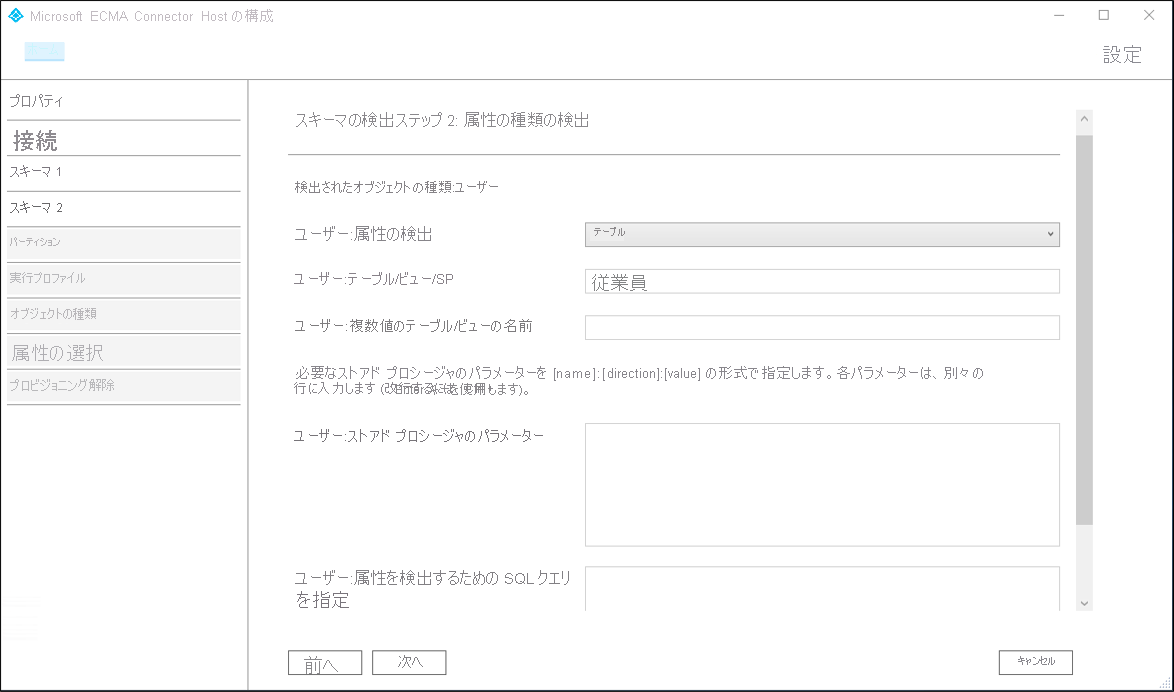 Microsoft ECMA Connector Host の構成
設定
プロパティ
接続
スキーマ 1
スキーマ 2
パーティション
実行プロファイル
オブジェクトの種類
属性の選択
プロビジョニング解除
スキーマの検出ステップ 2: 属性の種類の検出
検出されたオブジェクトの種類:ユーザー
ユーザー:属性の検出
テーブル
ユーザー:テーブル/ビュー/SP
従業員
ユーザー:複数値のテーブル/ビューの名前
必要なストアド プロシージャのパラメーターを [name]:[direction]:[value] の形式で指定します。各パラメーターは、別々の
行に入力します
ユーザー:ストアド プロシージャのパラメーター
ユーザー:属性を検出するための SQLクエリ
を指定
前へ
次へ
キャンセル